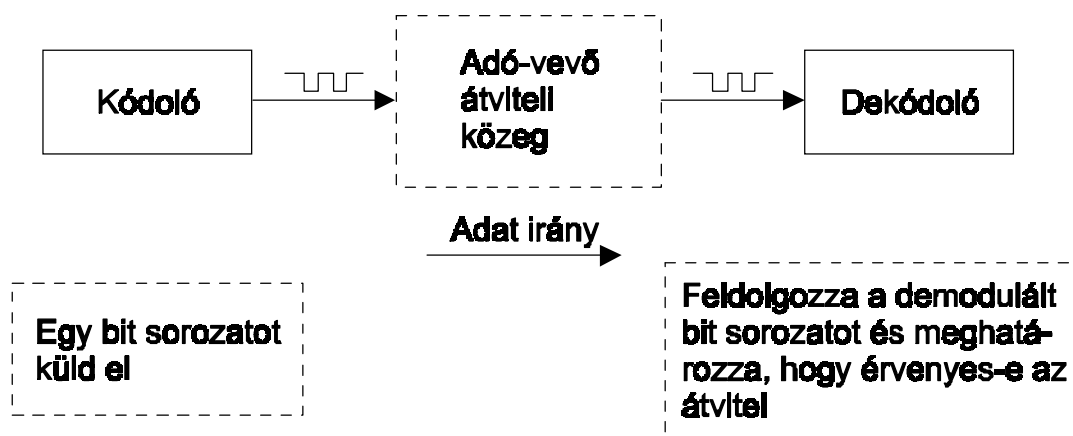 Kódoló
Adó-vevő
átviteli
közeg
Dekódoló
Adat irány
Egy bit sorozatot
küld el
Feldolgozza a demodulált
bit sorozatot és meghatá-
rozza, hogy érvenyes-e az
átvitel